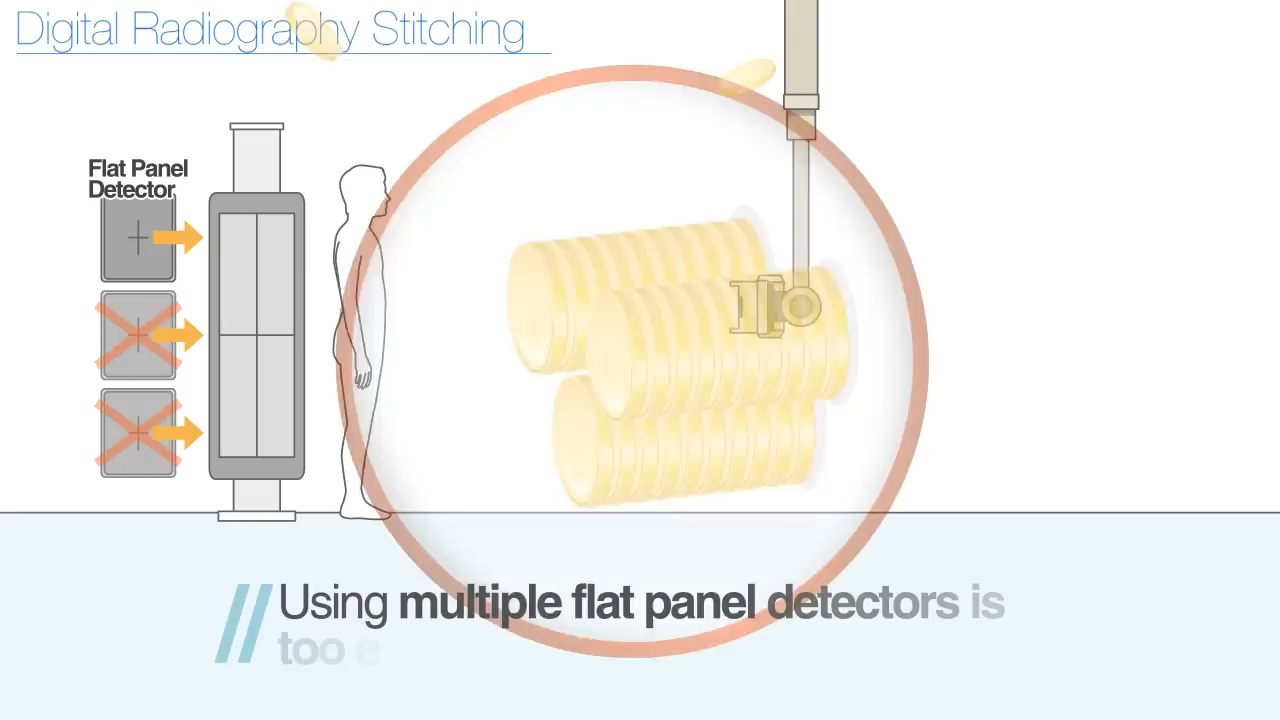 Digital Radiography Stitching
Flat Panel
Detector
Using multiple flat panel detectors is
too e